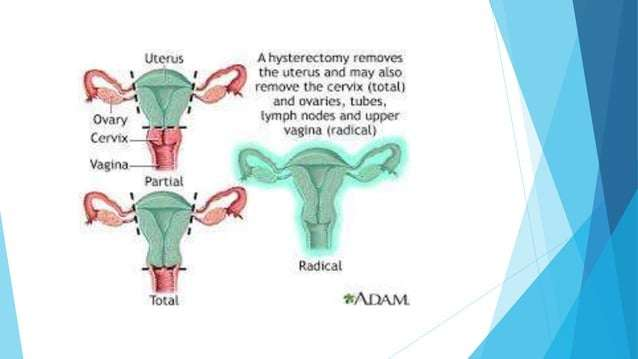 Uterus
Ovary
Cervix
Vagina
Partial
Total
A hysterectomy removes
the uterus and may also
remove the cervix (total)
and ovaries, tubes,
lymph nodes and upper
vagina (radical)
Radical
ADAM.